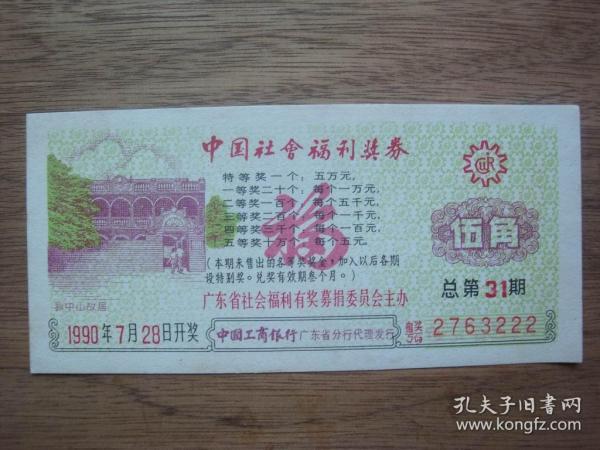 中国社會福利奖券
特等奖一个：五万元，
一等奖二十个：每个一万元，
二等奖一百个：每个五千元，
三等奖二百个：每个一千元，
四等奖二千个：每个一百元，
五等奖十万个：每个五元。
(本期未售出的各等奖奖金，加入以后各期
设特别奖。兑奖有效期叁个月。)
福
伍角
总第31期
孙中山故居
广东省社会福利有奖募捐委员会主办
1990年7月28日开奖
中国工商银行广东省分行代理发行
2763222
孔夫子旧书网
www.kongfz.com